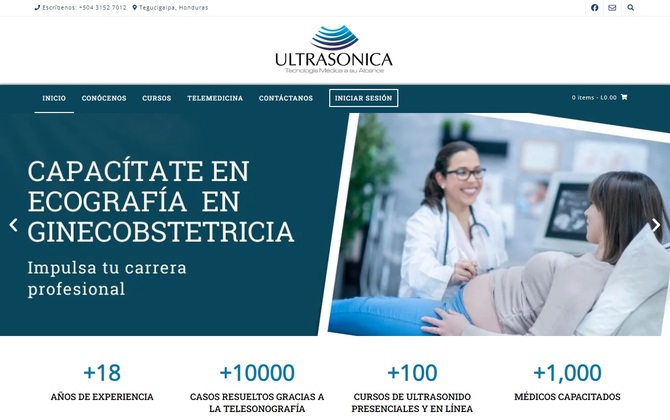 Escríbenos: +504 3152 7012 Tegucigalpa, Honduras
ULTRASONICA
Tecnología Médica a su Alcance
INICIO CONÓCENOS CURSOS TELEMEDICINA CONTÁCTANOS INICIAR SESIÓN 0 items - L0.00
CAPACÍTATE EN
ECOGRAFÍA EN
GINECOBSTETRICIA
Impulsa tu carrera
profesional
+18 +10000 +100 +1,000
AÑOS DE EXPERIENCIA CASOS RESUELTOS GRACIAS A CURSOS DE ULTRASONIDO MÉDICOS CAPACITADOS
LA TELESONOGRAFÍA PRESENCIALES Y EN LÍNEA